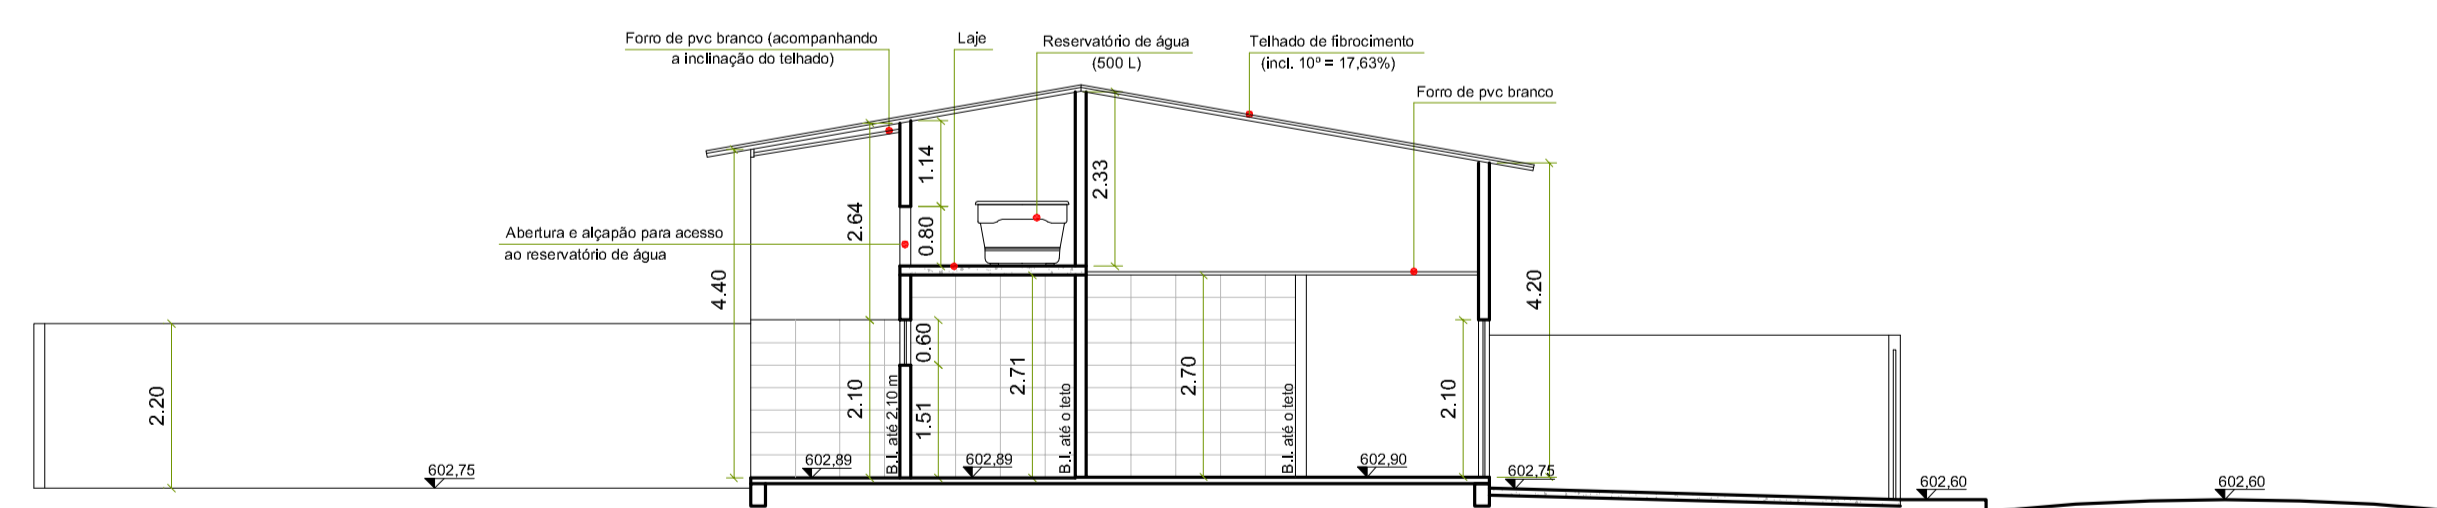 Forro de pvc branco (acompanhando
a inclinação do telhado)
Laje
Reservatório de água
(500 L)
Telhado de fibrocimento
(incl. 10º = 17,63%)
Forro de pvc branco
Abertura e alçapão para acesso
ao reservatório de água
2.20
602,75
4.40
2.64
2.10
602,89
B.I. até 2,10 m
1.14
0.80
0.60
1.51
602,89
2.71
B.I. até o teto
2.33
2.70
B.I. até o teto
602,90
2.10
4.20
602,75
602,60
602,60